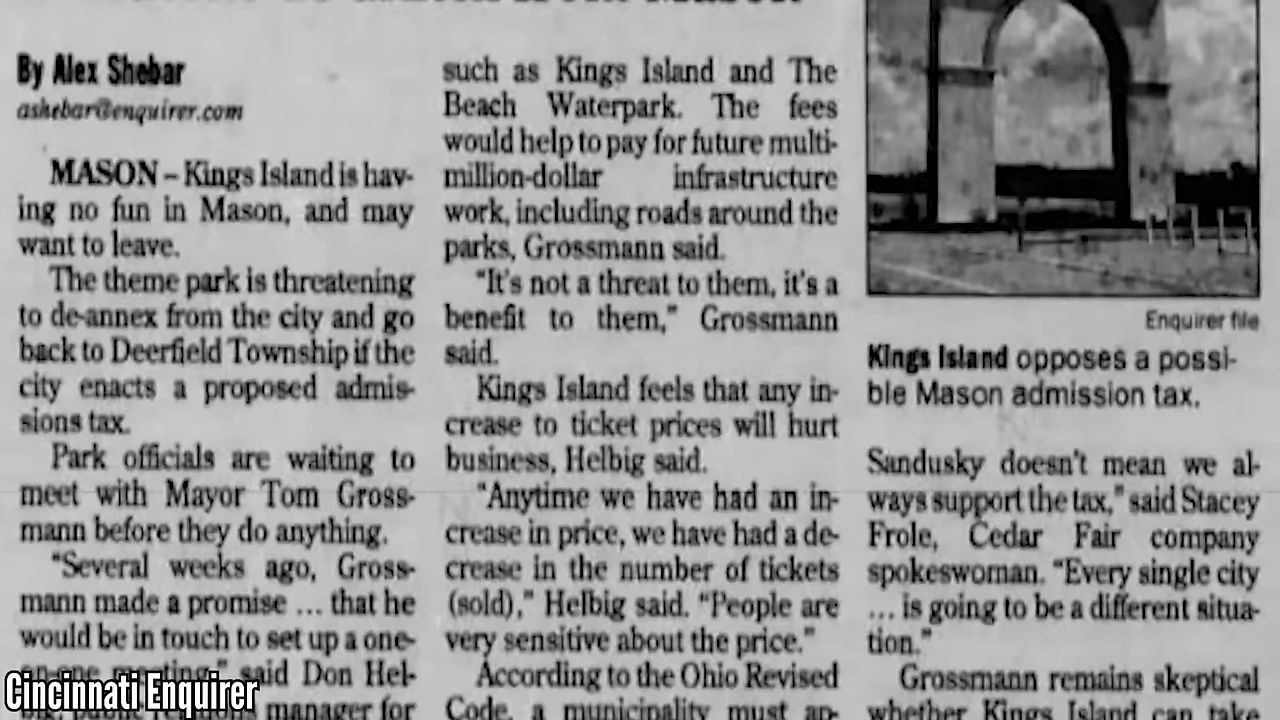 By Alex Shebar
ashebar@enquirer.com
MASON – Kings Island is hav-
ing no fun in Mason, and may
want to leave.
The theme park is threatening
to de-annex from the city and go
back to Deerfield Township if the
city enacts a proposed admis-
sions tax.
Park officials are waiting to
meet with Mayor Tom Gross-
mann before they do anything.
"Several weeks ago, Gross-
mann made a promise ... that he
would be in touch to set up a one-
on-one meeting," said Don Hel-
manager for
such as Kings Island and The
Beach Waterpark. The fees
would help to pay for future multi-
million-dollar infrastructure
work, including roads around the
parks, Grossmann said.
"It's not a threat to them, it's a
benefit to them," Grossmann
said.
Kings Island feels that any in-
crease to ticket prices will hurt
business, Helbig said.
"Anytime we have had an in-
crease in price, we have had a de-
crease in the number of tickets
(sold)," Helbig said. "People are
very sensitive about the price."
According to the Ohio Revised
Code, a municipality must ap-
Enquirer file
Kings Island opposes a possi-
ble Mason admission tax.
Sandusky doesn't mean we al-
ways support the tax," said Stacey
Frole, Cedar Fair company
spokeswoman. "Every single city
... is going to be a different situa-
tion."
Grossmann remains skeptical
whether Kings Island can take
Cincinnati Enquirer